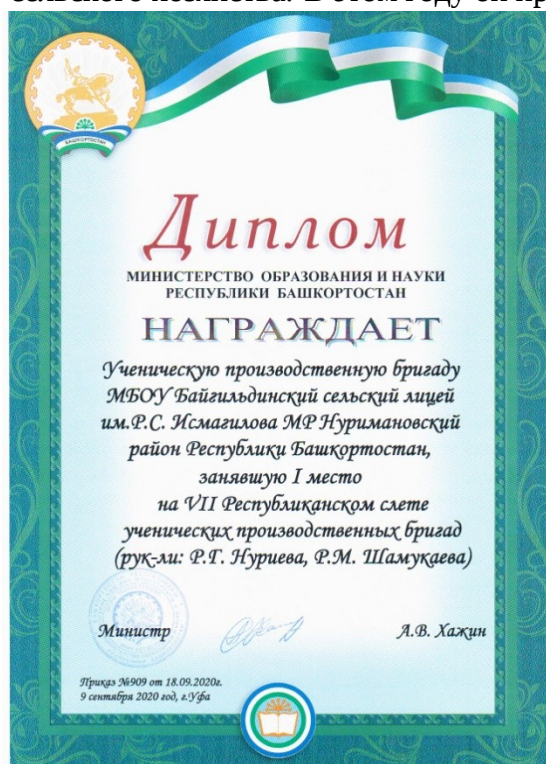 БАШКОРТОСТАН
Диплом
МИНИСТЕРСТВО ОБРАЗОВАНИЯ И НАУКИ
РЕСПУБЛИКИ БАШКОРТОСТАН
НАГРАЖДАЕТ
Ученическую производственную бригаду
МБОУ Байгильдинский сельский лицей
им.Р.С. Исмагилова МР Нуримановский
район Республики Башкортостан,
занявшую I место
на VII Республиканском слете
ученических производственных бригад
(рук-ли: Р.Г. Нуриева, Р.М. Шамукаева)
Министр А.В. Хажин
Приказ №909 от 18.09.2020г.
9 сентября 2020 год, г.Уфа